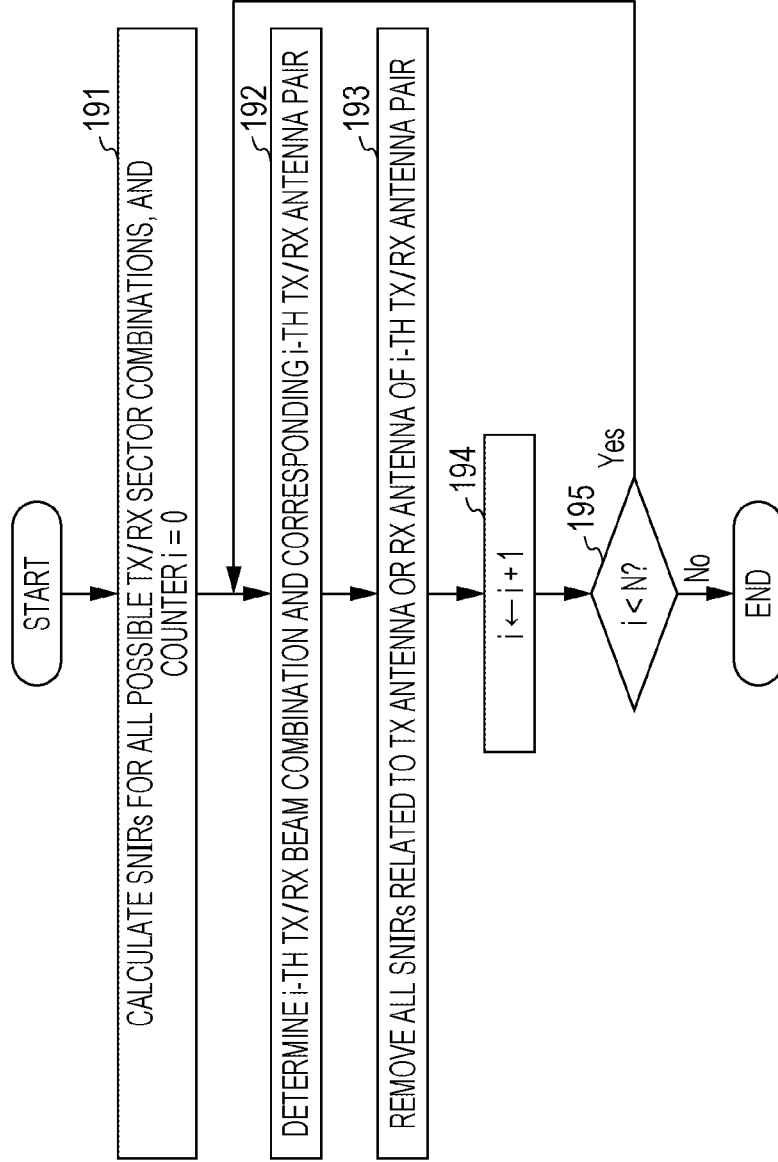 START
191
CALCULATE SNIRs FOR ALL POSSIBLE TX/RX SECTOR COMBINATIONS, AND
COUNTER i = 0
192
DETERMINE i-TH TX/RX BEAM COMBINATION AND CORRESPONDING i-TH TX/RX ANTENNA PAIR
193
REMOVE ALL SNIRs RELATED TO TX ANTENNA OR RX ANTENNA OF i-TH TX/RX ANTENNA PAIR
194
i ← i + 1
195
i < N?
Yes
No
END